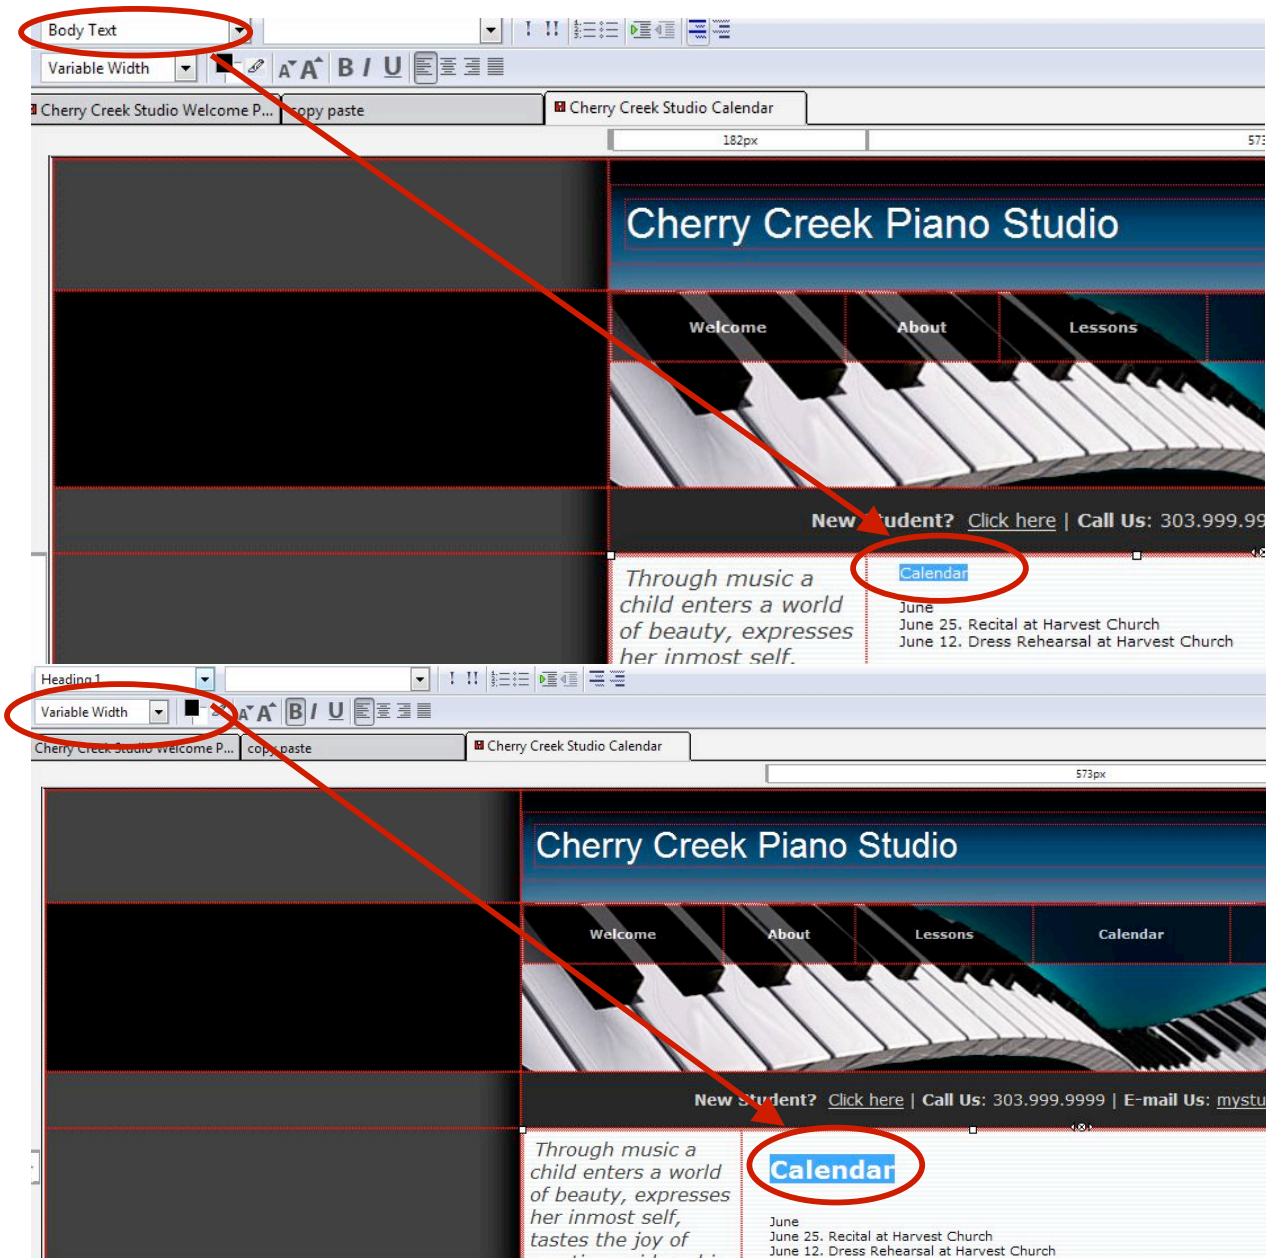 Body Text
Variable Width
B I U
Cherry Creek Studio Welcome P... copy paste Cherry Creek Studio Calendar
182px 573
Cherry Creek Piano Studio
Welcome About Lessons
New Student? Click here | Call Us: 303.999.99
Through music a
child enters a world
of beauty, expresses
her inmost self,
Calendar
June
June 25. Recital at Harvest Church
June 12. Dress Rehearsal at Harvest Church
Heading 1
Variable Width
A A B I U
Cherry Creek Studio Welcome P... copy paste Cherry Creek Studio Calendar
573px
Cherry Creek Piano Studio
Welcome About Lessons Calendar
New Student? Click here | Call Us: 303.999.9999 | E-mail Us: mystu
Through music a
child enters a world
of beauty, expresses
her inmost self,
tastes the joy of
Calendar
June
June 25. Recital at Harvest Church
June 12. Dress Rehearsal at Harvest Church